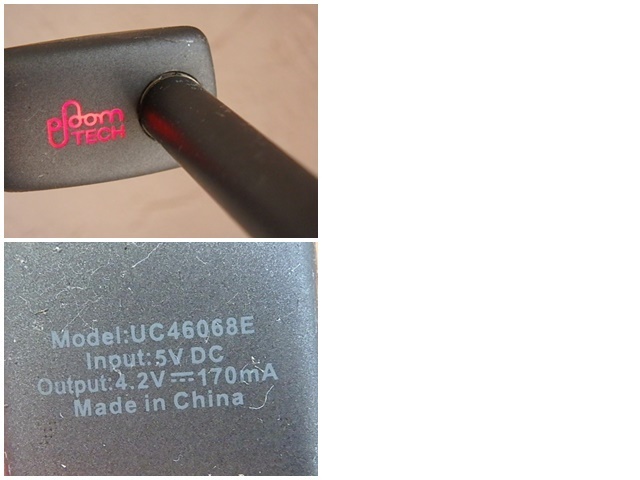 ploom
TECH
Model:UC46068E
Input:5V DC
Output:4.2V⎓170mA
Made in China